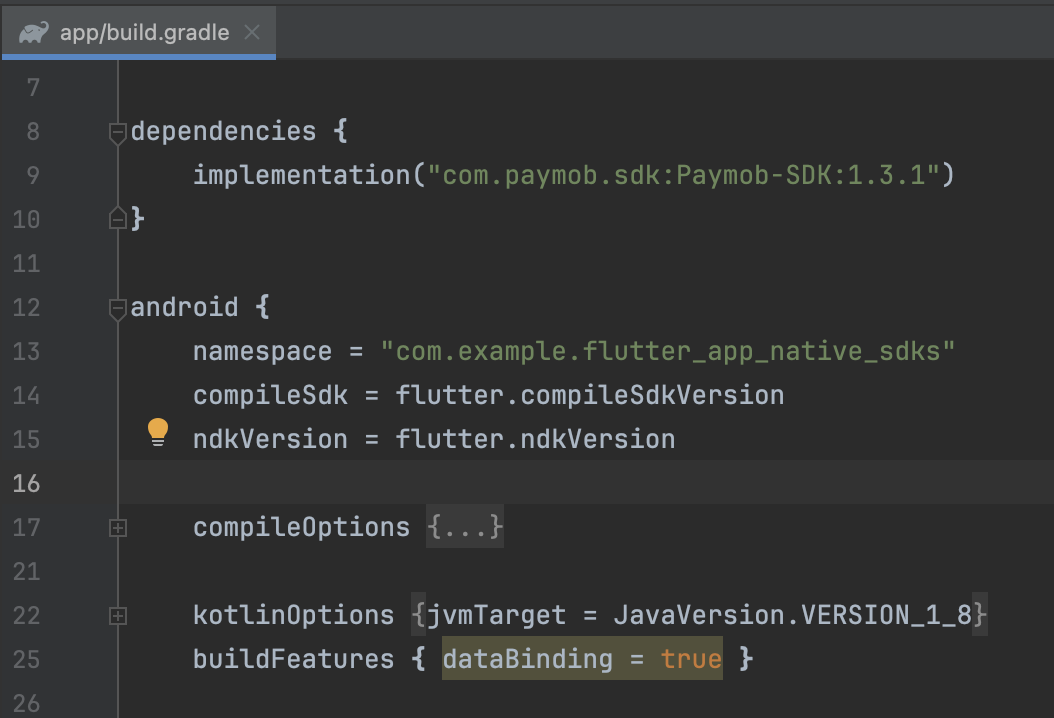 app/build.gradle
7
8 dependencies {
9 implementation("com.paymob.sdk:Paymob-SDK:1.3.1")
10 }
11
12 android {
13 namespace = "com.example.flutter_app_native_sdks"
14 compileSdk = flutter.compileSdkVersion
15 ndkVersion = flutter.ndkVersion
16
17 compileOptions {...}
21
22 kotlinOptions {jvmTarget = JavaVersion.VERSION_1_8}
25 buildFeatures { dataBinding = true }
26